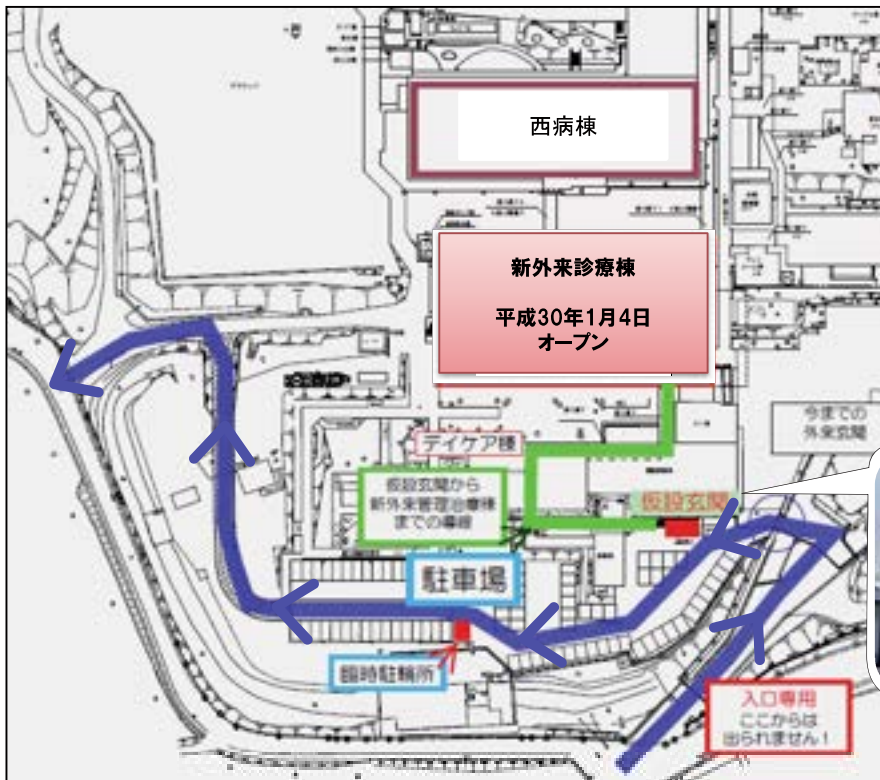 西病棟
新外来診療棟
平成30年1月4日
オープン
今までの
外来玄関
デイケア棟
仮設玄関から
新外来管理治療棟
までの導線
仮設玄関
駐車場
臨時駐輪所
入口専用
ここからは
出られません！